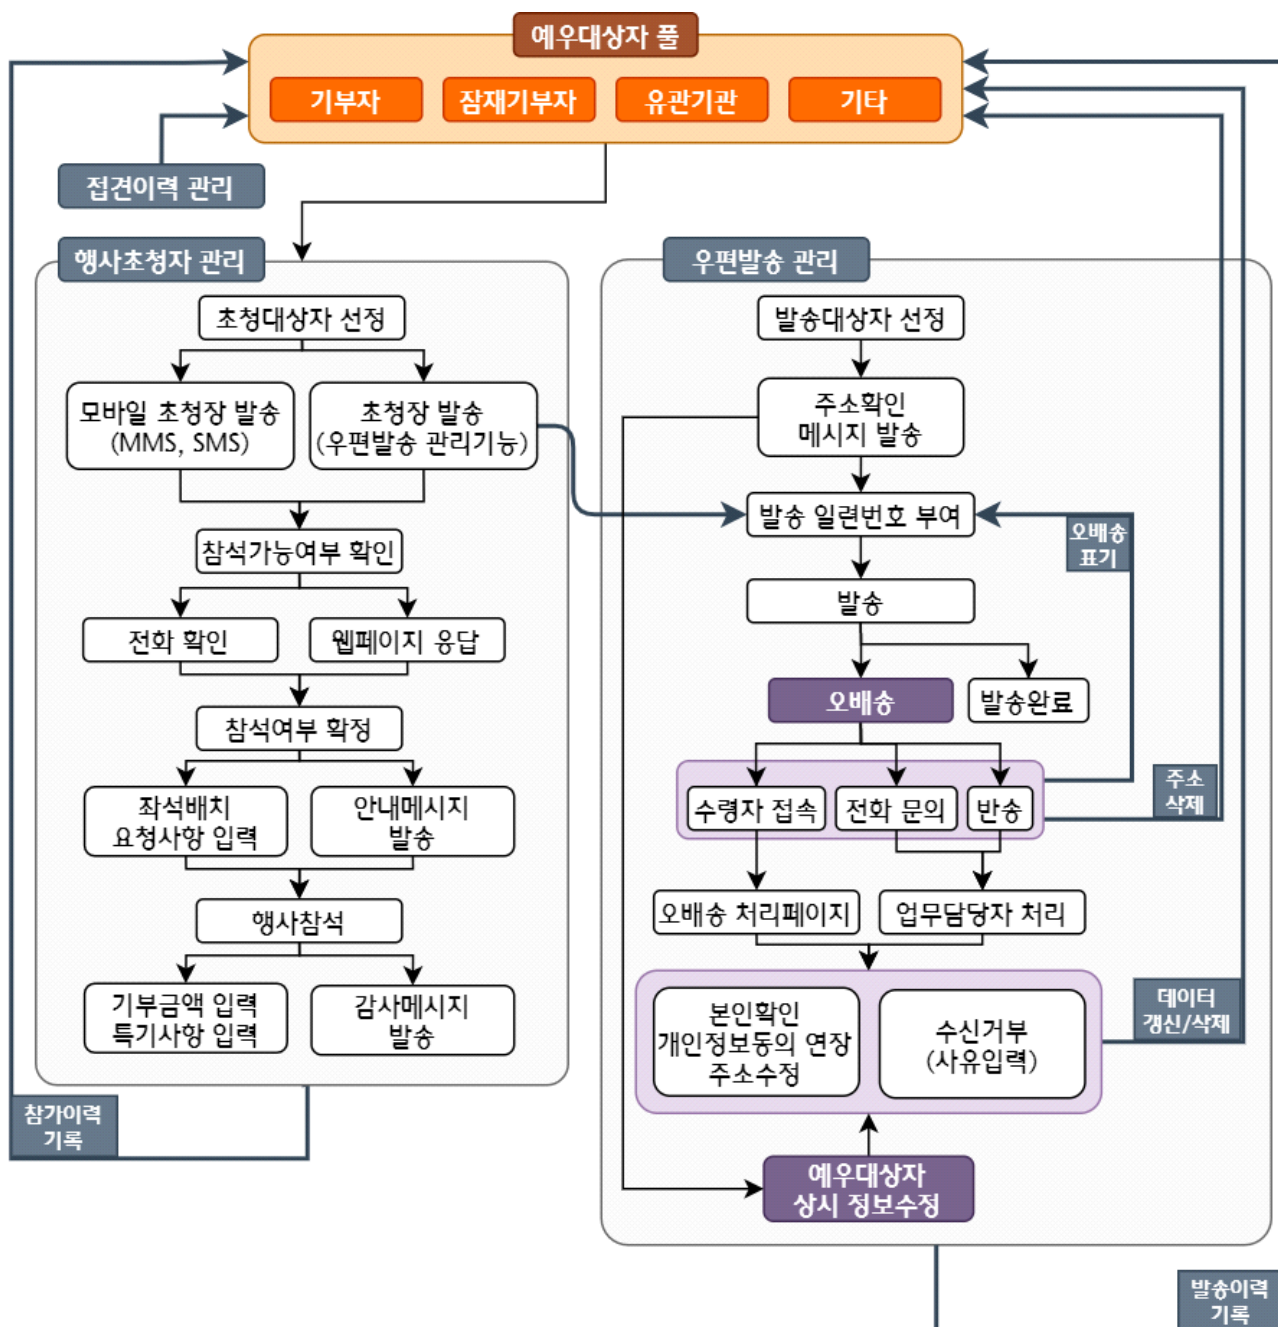 예우대상자 풀
기부자
잠재기부자
유관기관
기타
접견이력 관리
행사초청자 관리
초청대상자 선정
모바일 초청장 발송
(MMS, SMS)
초청장 발송
(우편발송 관리기능)
참석가능여부 확인
전화 확인
웹페이지 응답
참석여부 확정
좌석배치
요청사항 입력
안내메시지
발송
행사참석
기부금액 입력
특기사항 입력
감사메시지
발송
참가이력
기록
우편발송 관리
발송대상자 선정
주소확인
메시지 발송
발송 일련번호 부여
오배송
표기
발송
오배송
발송완료
주소
삭제
수령자 접속
전화 문의
반송
오배송 처리페이지
업무담당자 처리
본인확인
개인정보동의 연장
주소수정
수신거부
(사유입력)
데이터
갱신/삭제
예우대상자
상시 정보수정
발송이력
기록